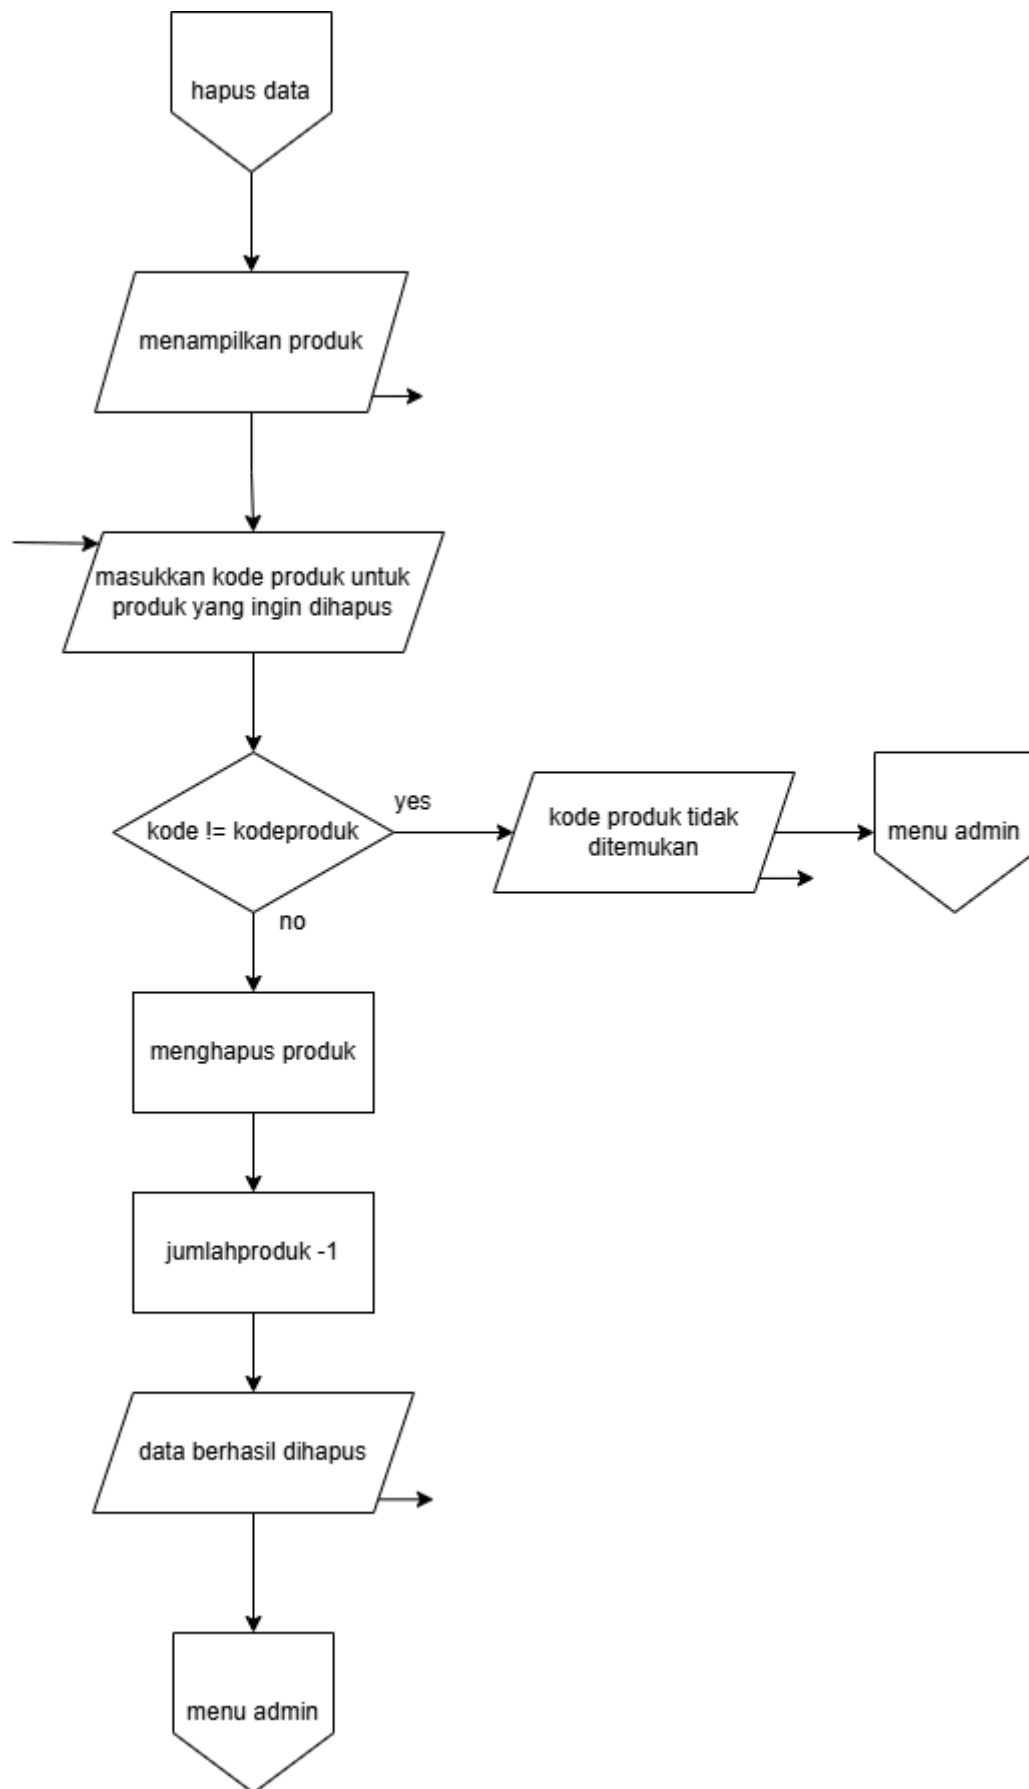 hapus data
menampilkan produk
masukkan kode produk untuk
produk yang ingin dihapus
kode != kodeproduk
yes
kode produk tidak
ditemukan
menu admin
no
menghapus produk
jumlahproduk -1
data berhasil dihapus
menu admin